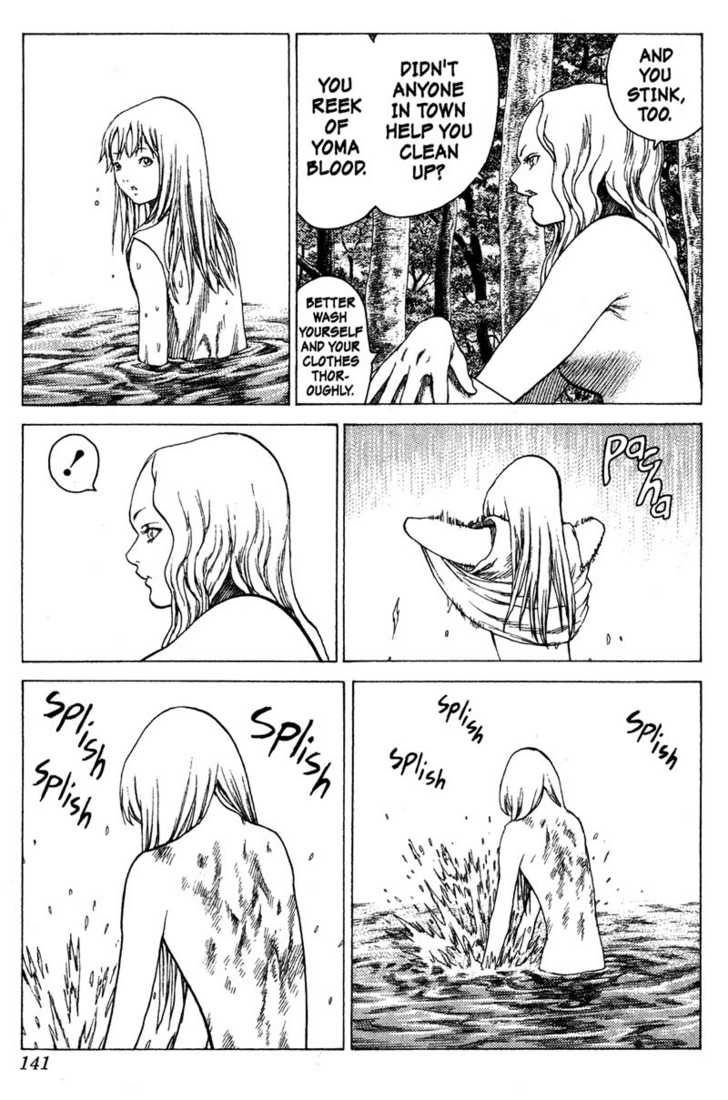 AND
YOU
STINK,
TOO.
DIDN'T
ANYONE
IN TOWN
HELP YOU
CLEAN
UP?
YOU
REEK
OF
YOMA
BLOOD.
BETTER
WASH
YOURSELF
AND YOUR
CLOTHES
THOR-
OUGHLY.
pacha
!
splish
splish
splish
splish
splish
splish
141